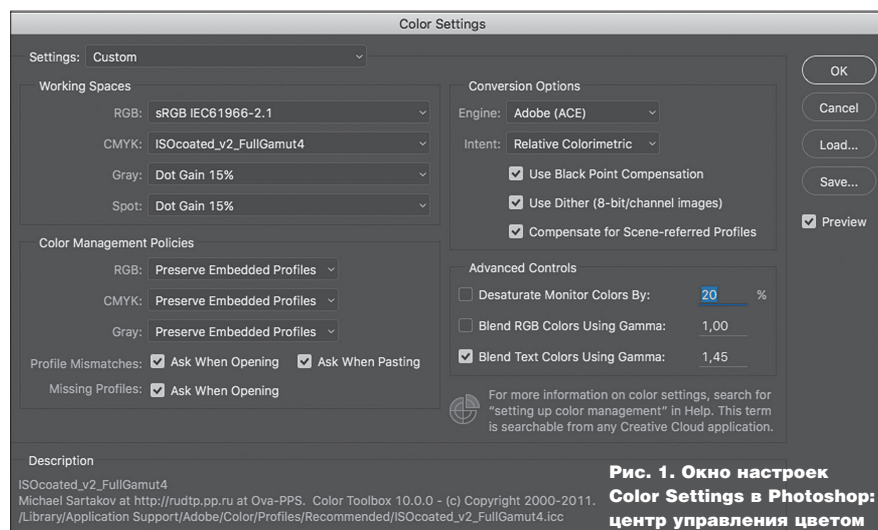 Color Settings
Settings: Custom
Working Spaces
RGB: sRGB IEC61966-2.1
CMYK: ISOcoated_v2_FullGamut4
Gray: Dot Gain 15%
Spot: Dot Gain 15%
Color Management Policies
RGB: Preserve Embedded Profiles
CMYK: Preserve Embedded Profiles
Gray: Preserve Embedded Profiles
Profile Mismatches: Ask When Opening Ask When Pasting
Missing Profiles: Ask When Opening
Conversion Options
Engine: Adobe (ACE)
Intent: Relative Colorimetric
Use Black Point Compensation
Use Dither (8-bit/channel images)
Compensate for Scene-referred Profiles
Advanced Controls
Desaturate Monitor Colors By: 20 %
Blend RGB Colors Using Gamma: 1,00
Blend Text Colors Using Gamma: 1,45
For more information on color settings, search for
"setting up color management" in Help. This term
is searchable from any Creative Cloud application.
OK
Cancel
Load...
Save...
Preview
Description
ISOcoated_v2_FullGamut4
Michael Sartakov at http://rudtp.pp.ru at Ova-PPS. Color Toolbox 10.0.0 - (c) Copyright 2000-2011.
/Library/Application Support/Adobe/Color/Profiles/Recommended/ISOcoated_v2_FullGamut4.icc
Рис. 1. Окно настроек
Color Settings в Photoshop:
центр управления цветом